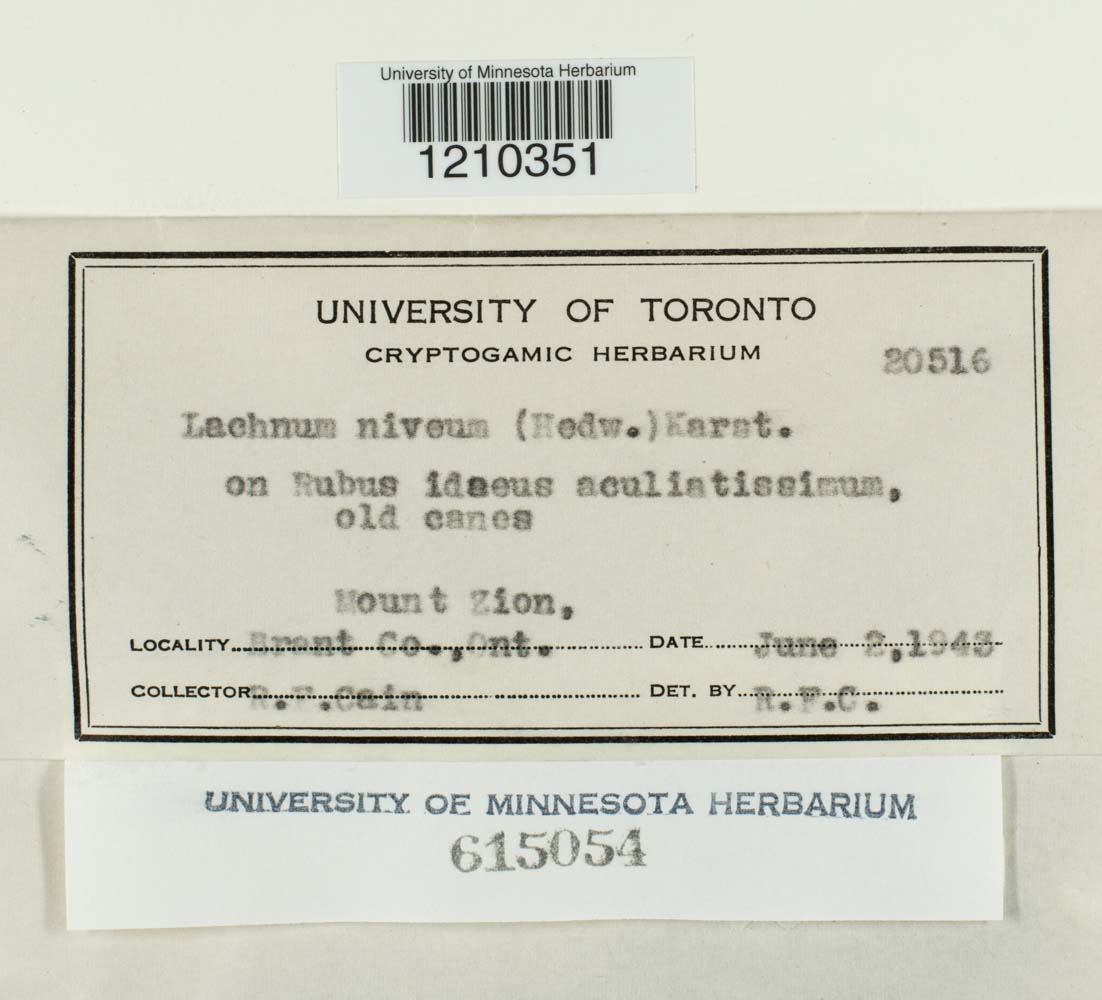 University of Minnesota Herbarium
1210351
UNIVERSITY OF TORONTO
CRYPTOGAMIC HERBARIUM
20516
Lachnum niveum (Hedw.)Karst.
on Rubus idaeus aculiatissimum,
old canes
Mount Zion,
LOCALITY Brant Co.,Ont. DATE June 2,1943
COLLECTOR R.F.Cain DET. BY R.F.C.
UNIVERSITY OF MINNESOTA HERBARIUM
615054